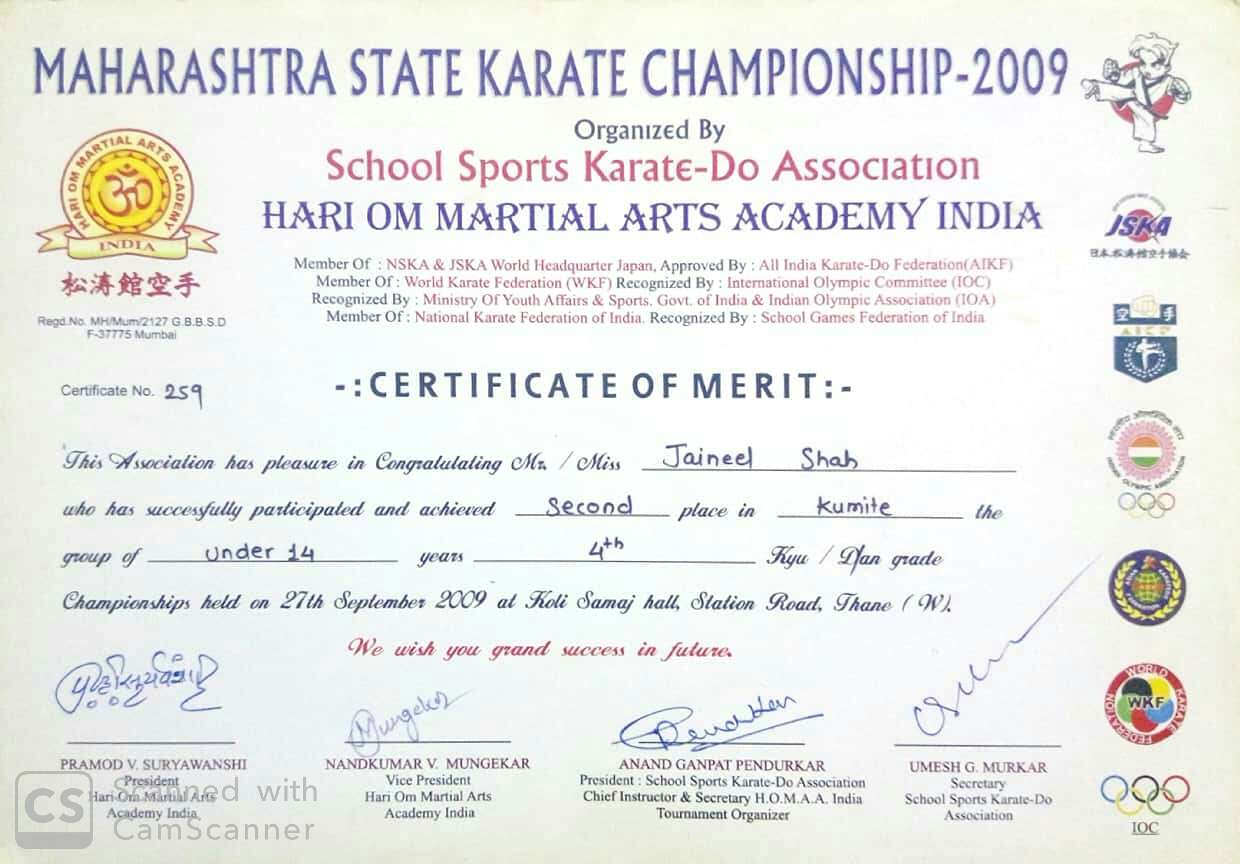 MAHARASHTRA STATE KARATE CHAMPIONSHIP-2009
Organized By
School Sports Karate-Do Association
HARI OM MARTIAL ARTS ACADEMY INDIA
HARI OM MARTIAL ARTS ACADEMY
INDIA
松涛館空手
Regd.No. MH/Mum/2127 G.B.B.S.D
F-37775 Mumbai
Member Of : NSKA & JSKA World Headquarter Japan, Approved By : All India Karate-Do Federation(AIKF)
Member Of : World Karate Federation (WKF) Recognized By : International Olympic Committee (IOC)
Recognized By : Ministry Of Youth Affairs & Sports. Govt. of India & Indian Olympic Association (IOA)
Member Of : National Karate Federation of India. Recognized By : School Games Federation of India
JSKA
日本松涛館空手協会
空 手
AIKF
Certificate No. 259
-:CERTIFICATE OF MERIT:-
This Association has pleasure in Congratulating Mr. / Miss Jaineel Shah
who has successfully participated and achieved Second place in Kumite the
group of under 14 years 4th Kyu / Dan grade
Championships held on 27th September 2009 at Koli Samaj hall, Station Road, Thane ( W).
We wish you grand success in future.
INDIAN OLYMPIC ASSOCIATION
WORLD KARATE FEDERATION
WKF
Mungekar
Pendurkar
PRAMOD V. SURYAWANSHI
President
Hari Om Martial Arts
Academy India
NANDKUMAR V. MUNGEKAR
Vice President
Hari Om Martial Arts
Academy India
ANAND GANPAT PENDURKAR
President : School Sports Karate-Do Association
Chief Instructor & Secretary H.O.M.A.A. India
Tournament Organizer
UMESH G. MURKAR
Secretary
School Sports Karate-Do
Association
IOC
CS
Scanned with
CamScanner